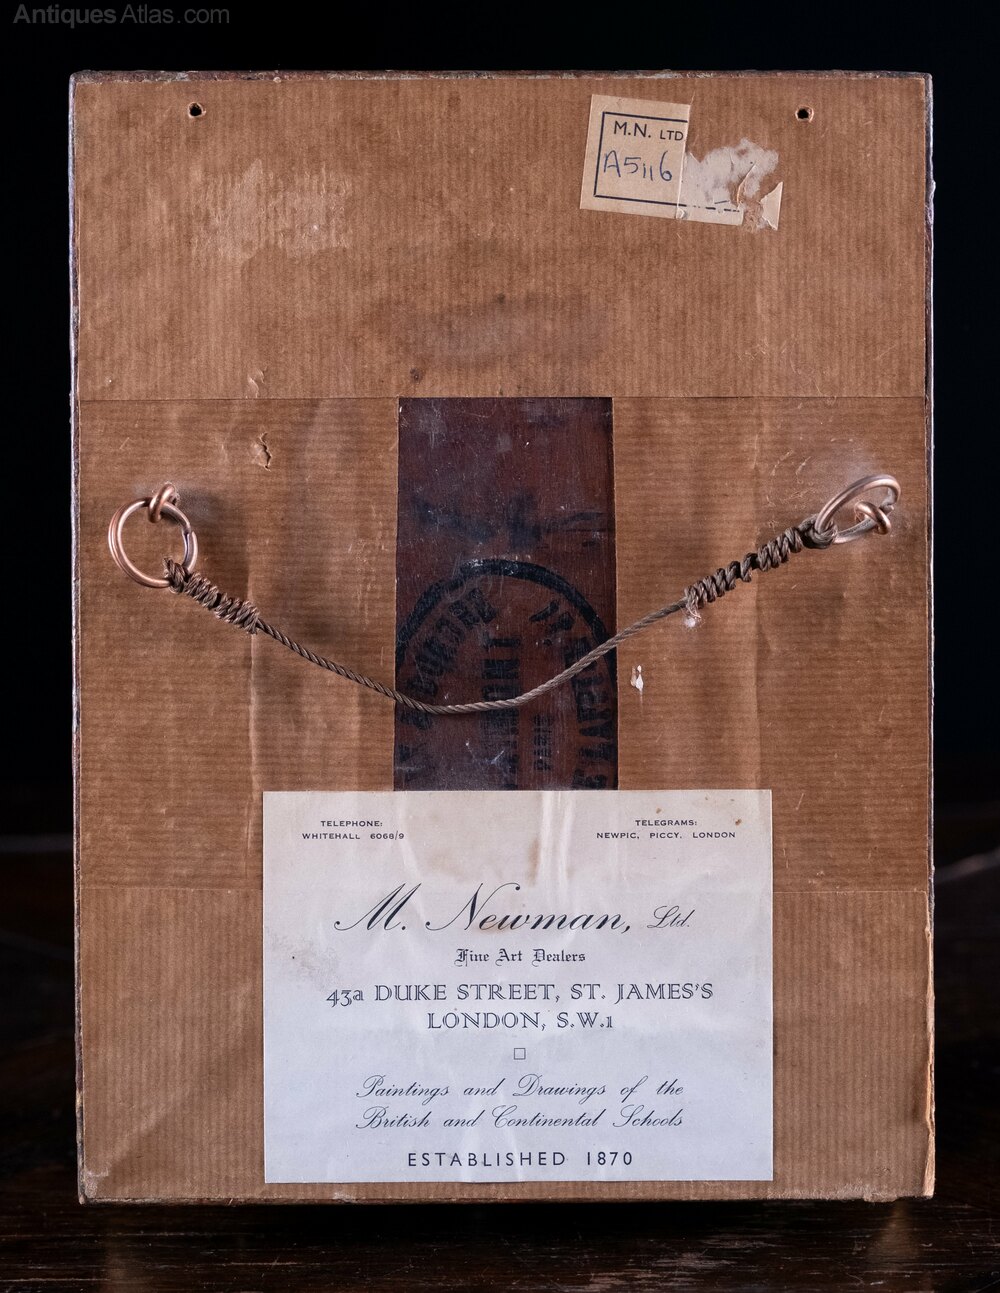 AntiquesAtlas.com
M.N. LTD
A5116
PARIS
TELEPHONE:
WHITEHALL 6068/9
TELEGRAMS:
NEWPIC, PICCY, LONDON
M. Newman, Ltd.
Fine Art Dealers
43a DUKE STREET, ST. JAMES'S
LONDON, S.W.1
Paintings and Drawings of the
British and Continental Schools
ESTABLISHED 1870